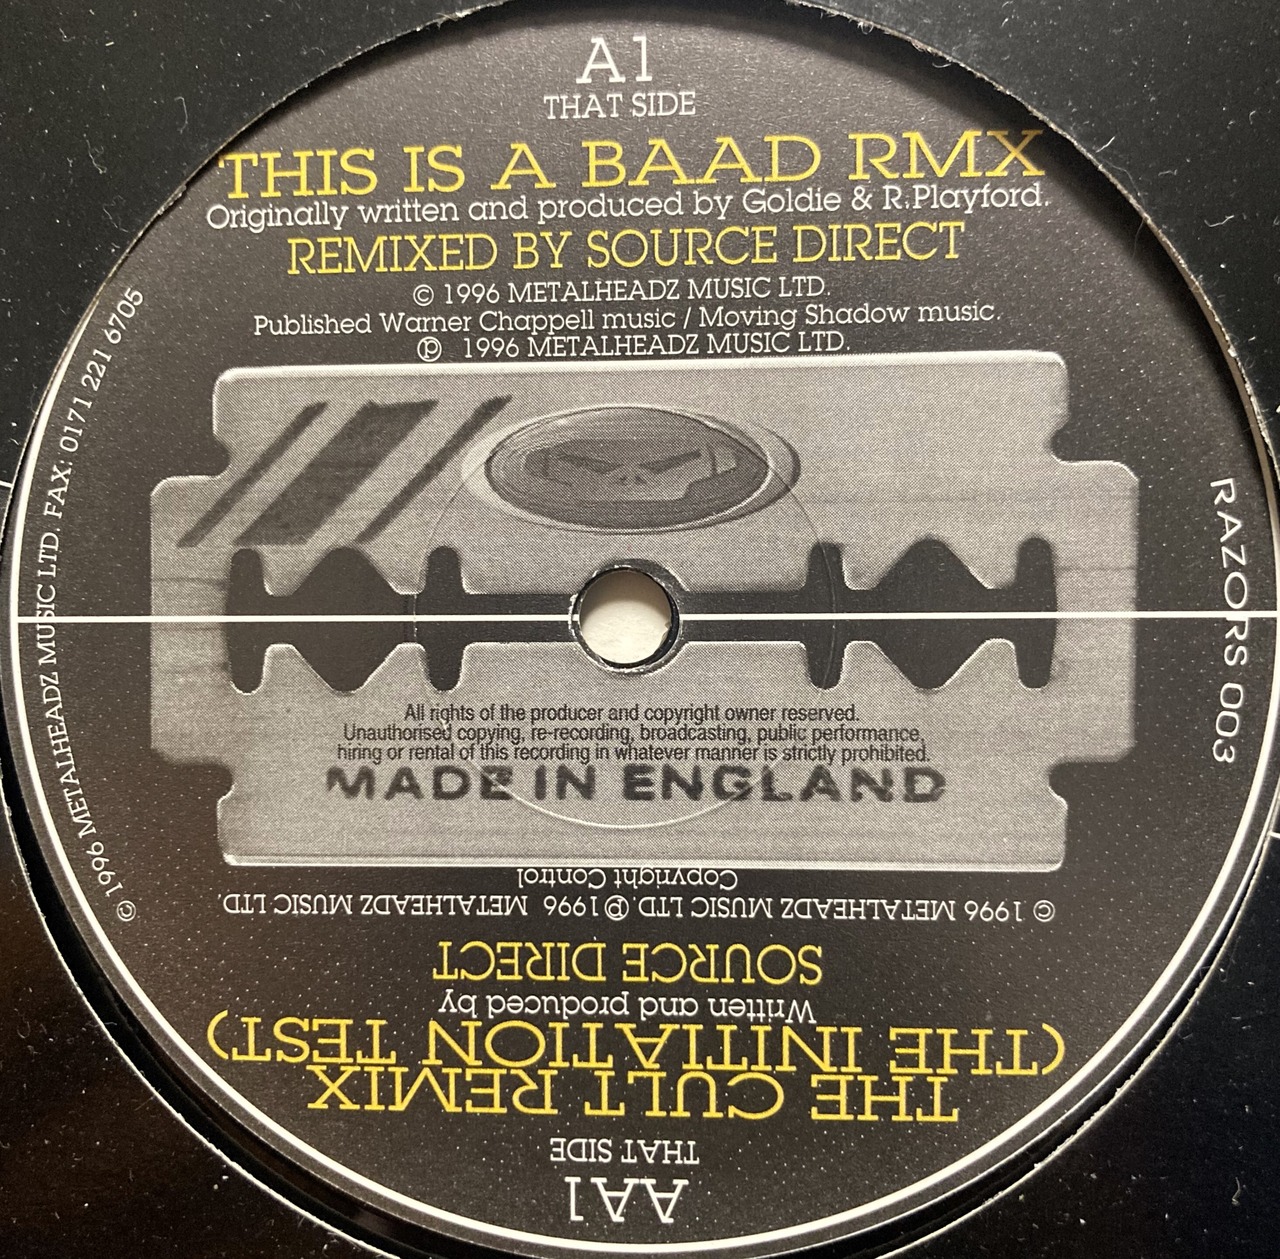 A1
THAT SIDE
THIS IS A BAAD RMX
Originally written and produced by Goldie & R.Playford.
REMIXED BY SOURCE DIRECT
© 1996 METALHEADZ MUSIC LTD.
Published Warner Chappell music / Moving Shadow music.
℗ 1996 METALHEADZ MUSIC LTD.
© 1996 METALHEADZ MUSIC LTD. FAX: 0171 221 6705
RAZORS 003
All rights of the producer and copyright owner reserved.
Unauthorised copying, re-recording, broadcasting, public performance,
hiring or rental of this recording in whatever manner is strictly prohibited.
MADE IN ENGLAND
AA1
THAT SIDE
THE CULT REMIX
(THE INITIATION TEST)
Written and produced by
SOURCE DIRECT
© 1996 METALHEADZ MUSIC LTD. ℗ 1996 METALHEADZ MUSIC LTD.
Copyright Control